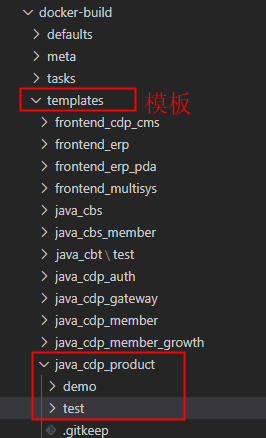 docker-build
defaults
meta
tasks
templates 模板
frontend_cdp_cms
frontend_erp
frontend_erp_pda
frontend_multisys
java_cbs
java_cbs_member
java_cbt \ test
java_cdp_auth
java_cdp_gateway
java_cdp_member
java_cdp_member_growth
java_cdp_product
demo
test
.gitkeep